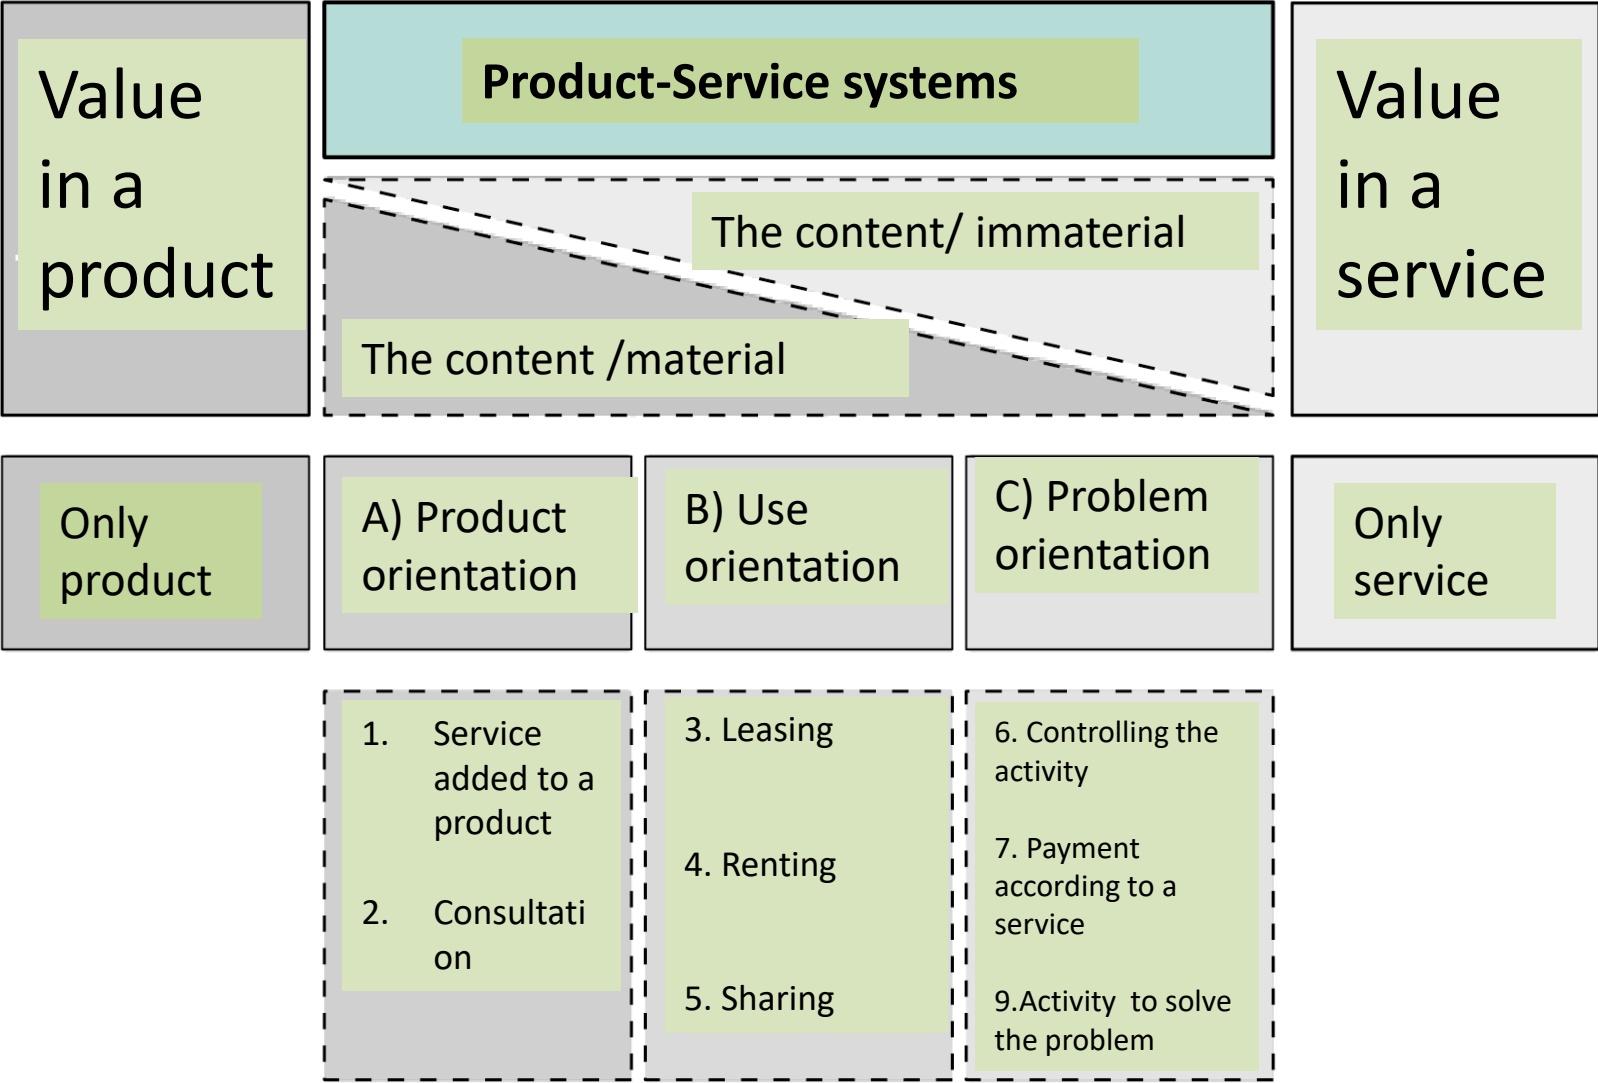 Value
in a
product
Product-Service systems
The content/ immaterial
The content /material
Value
in a
service
Only
product
A) Product
orientation
B) Use
orientation
C) Problem
orientation
Only
service
1. Service
added to a
product
2. Consultati
on
3. Leasing
4. Renting
5. Sharing
6. Controlling the
activity
7. Payment
according to a
service
9.Activity to solve
the problem